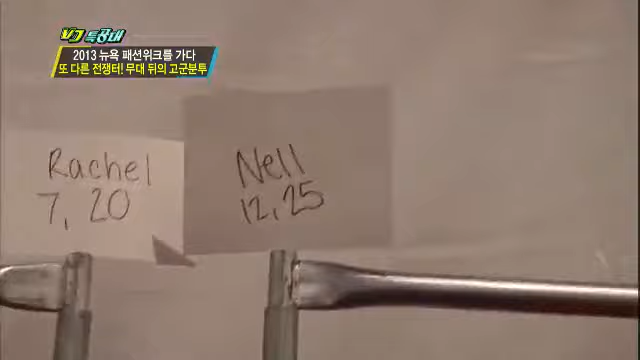 VJ 특공대
2013 뉴욕 패션위크를 가다
또 다른 전쟁터! 무대 뒤의 고군분투
Rachel
7, 20
Nell
12, 25